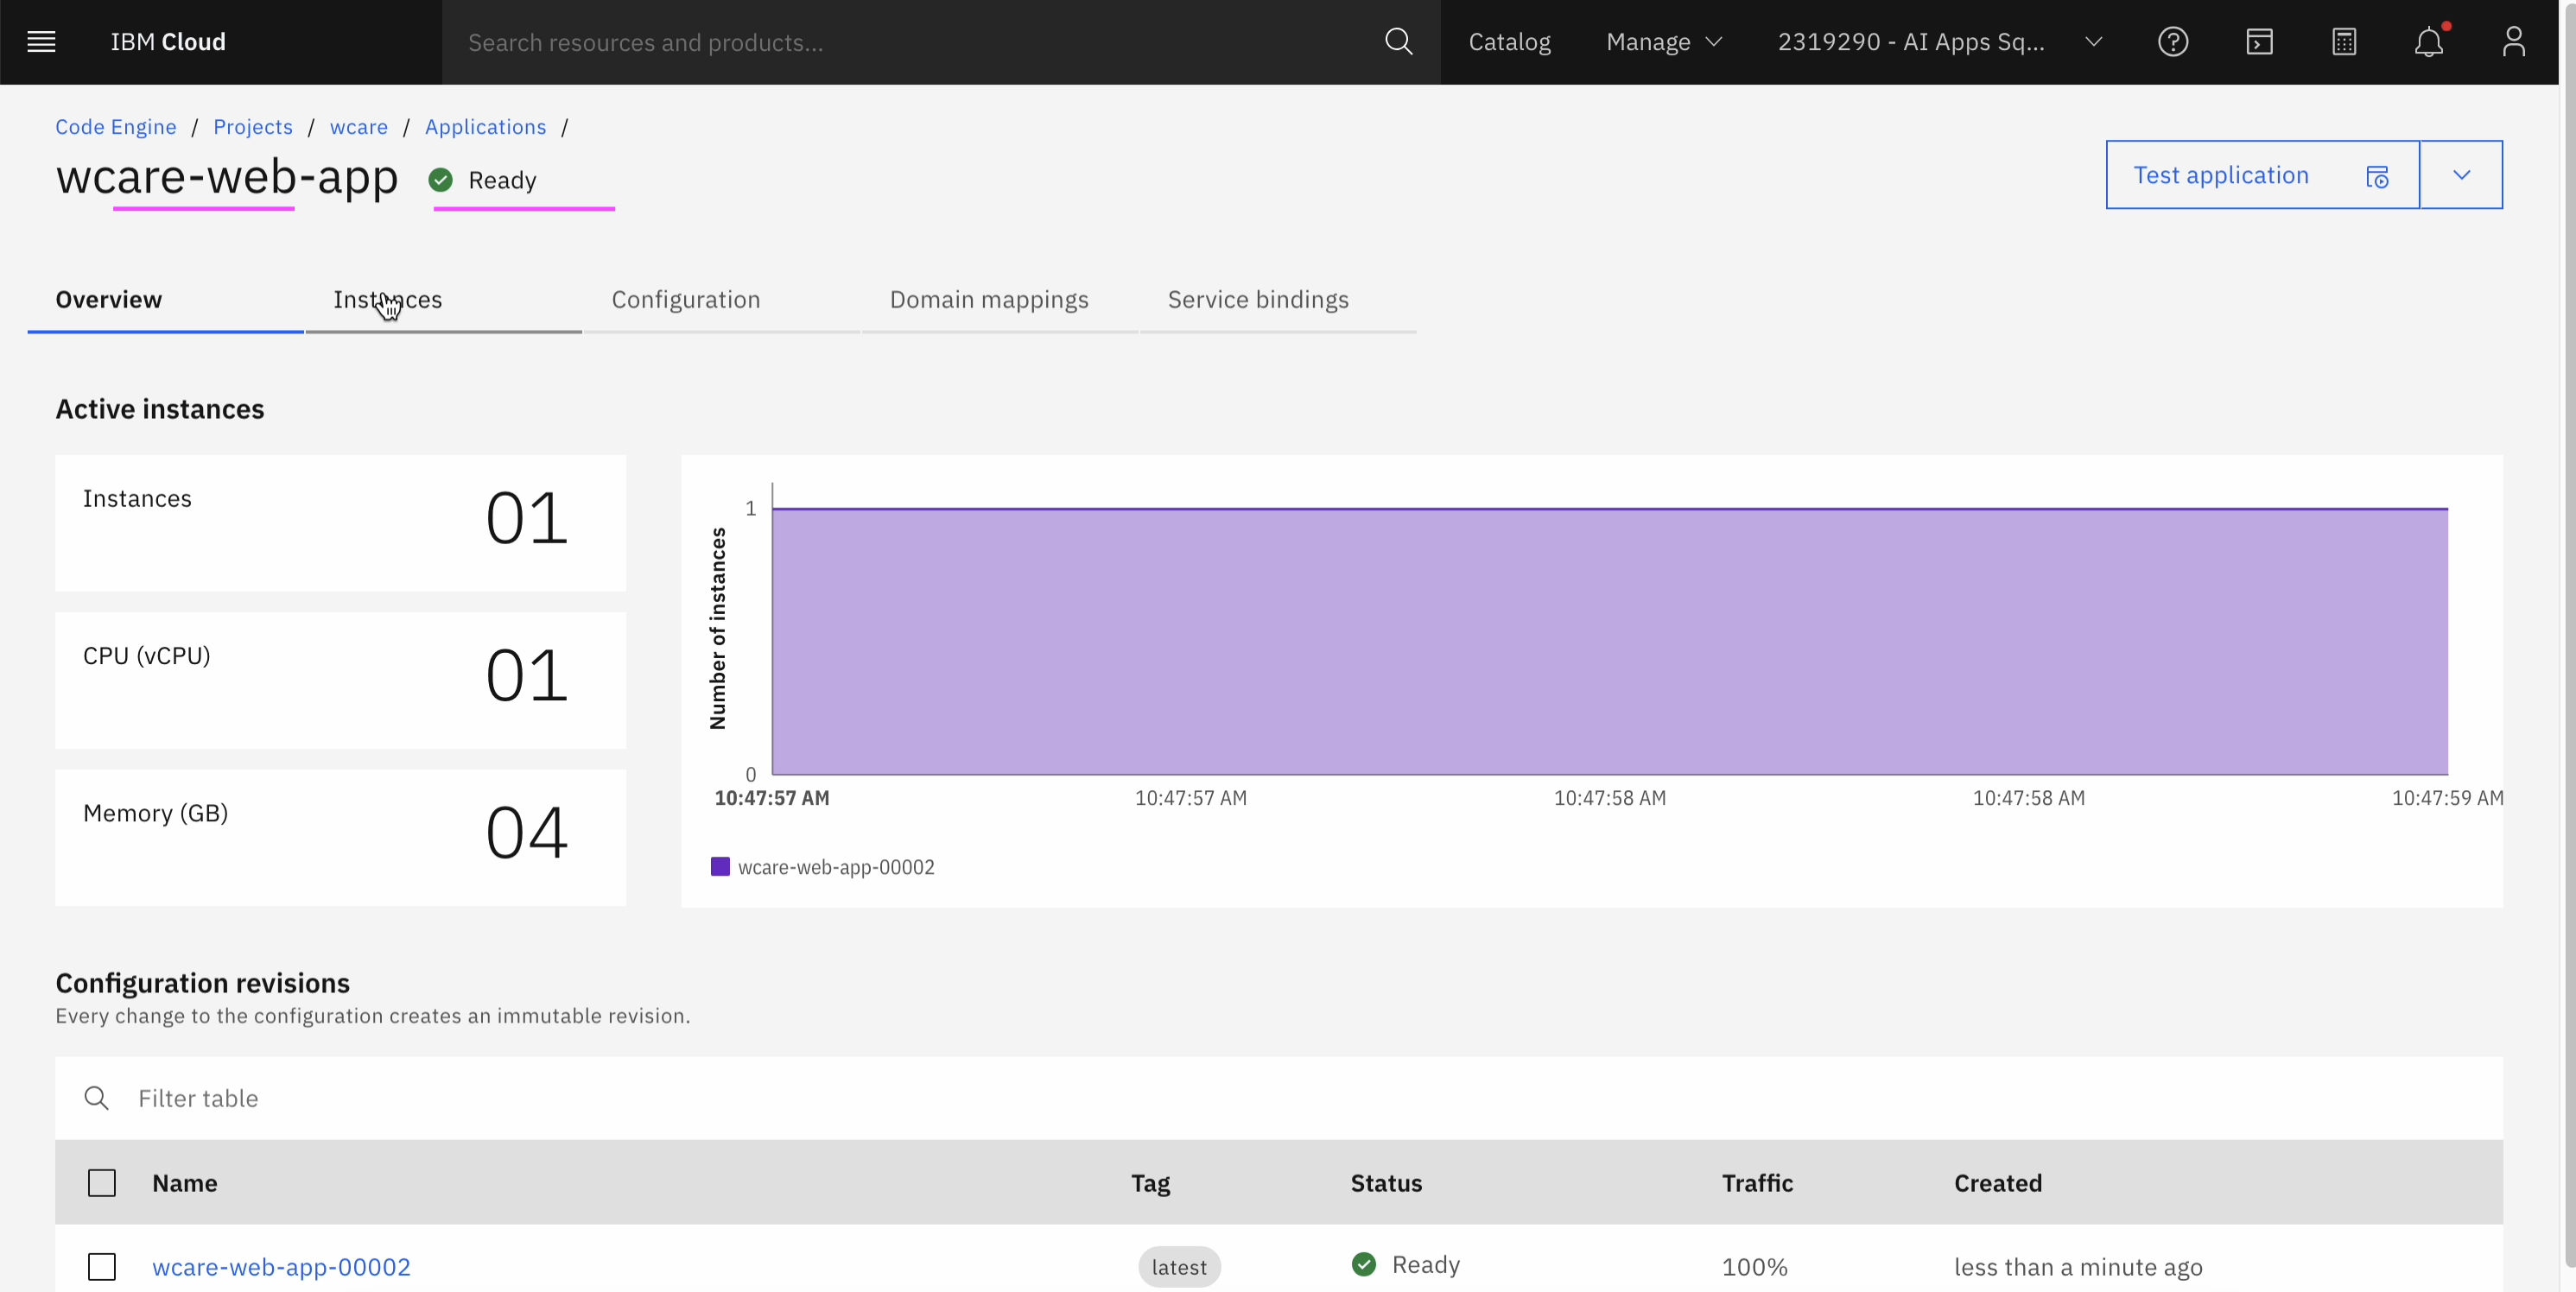 IBM Cloud
Search resources and products...
Catalog
Manage
2319290 - AI Apps Sq...
Code Engine / Projects / wcare / Applications /
wcare-web-app
Ready
Test application
Overview
Instances
Configuration
Domain mappings
Service bindings
Active instances
Instances
01
CPU (vCPU)
01
Memory (GB)
04
Number of instances
1
0
10:47:57 AM
10:47:57 AM
10:47:58 AM
10:47:58 AM
10:47:59 AM
wcare-web-app-00002
Configuration revisions
Every change to the configuration creates an immutable revision.
Filter table
Name
Tag
Status
Traffic
Created
wcare-web-app-00002
latest
Ready
100%
less than a minute ago